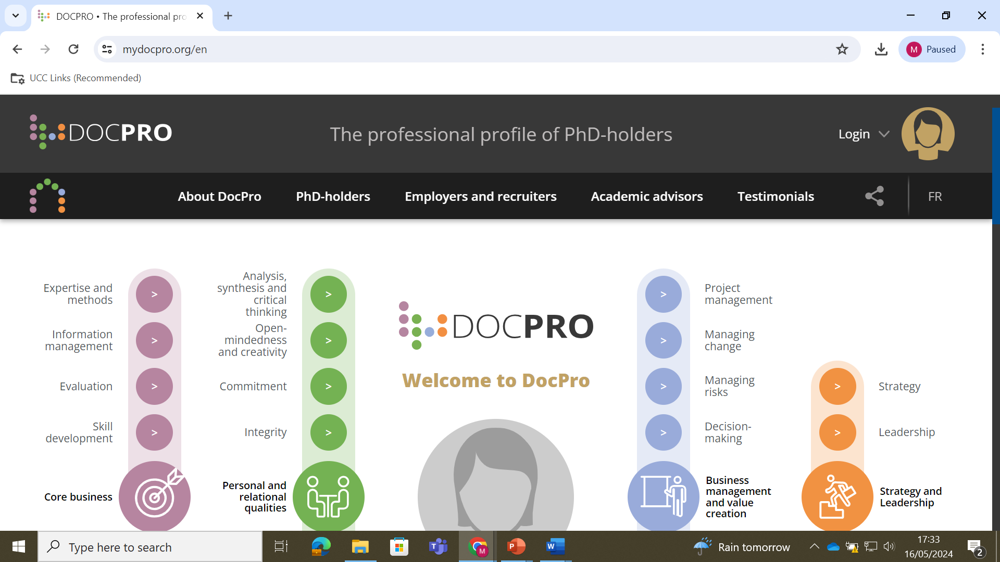 DOCPRO • The professional pro
mydocpro.org/en
M Paused
UCC Links (Recommended)
DOCPRO
The professional profile of PhD-holders
Login
About DocPro
PhD-holders
Employers and recruiters
Academic advisors
Testimonials
FR
Expertise and
methods
>
Information
management
>
Evaluation
>
Skill
development
>
Core business
Analysis,
synthesis and
critical
thinking
>
Open-
mindedness
and creativity
>
Commitment
>
Integrity
>
Personal and
relational
qualities
DOCPRO
Welcome to DocPro
>
Project
management
>
Managing
change
>
Managing
risks
>
Decision-
making
Business
management
and value
creation
>
Strategy
>
Leadership
Strategy and
Leadership
Type here to search
T
M
P
W
Rain tomorrow
17:33
16/05/2024
2